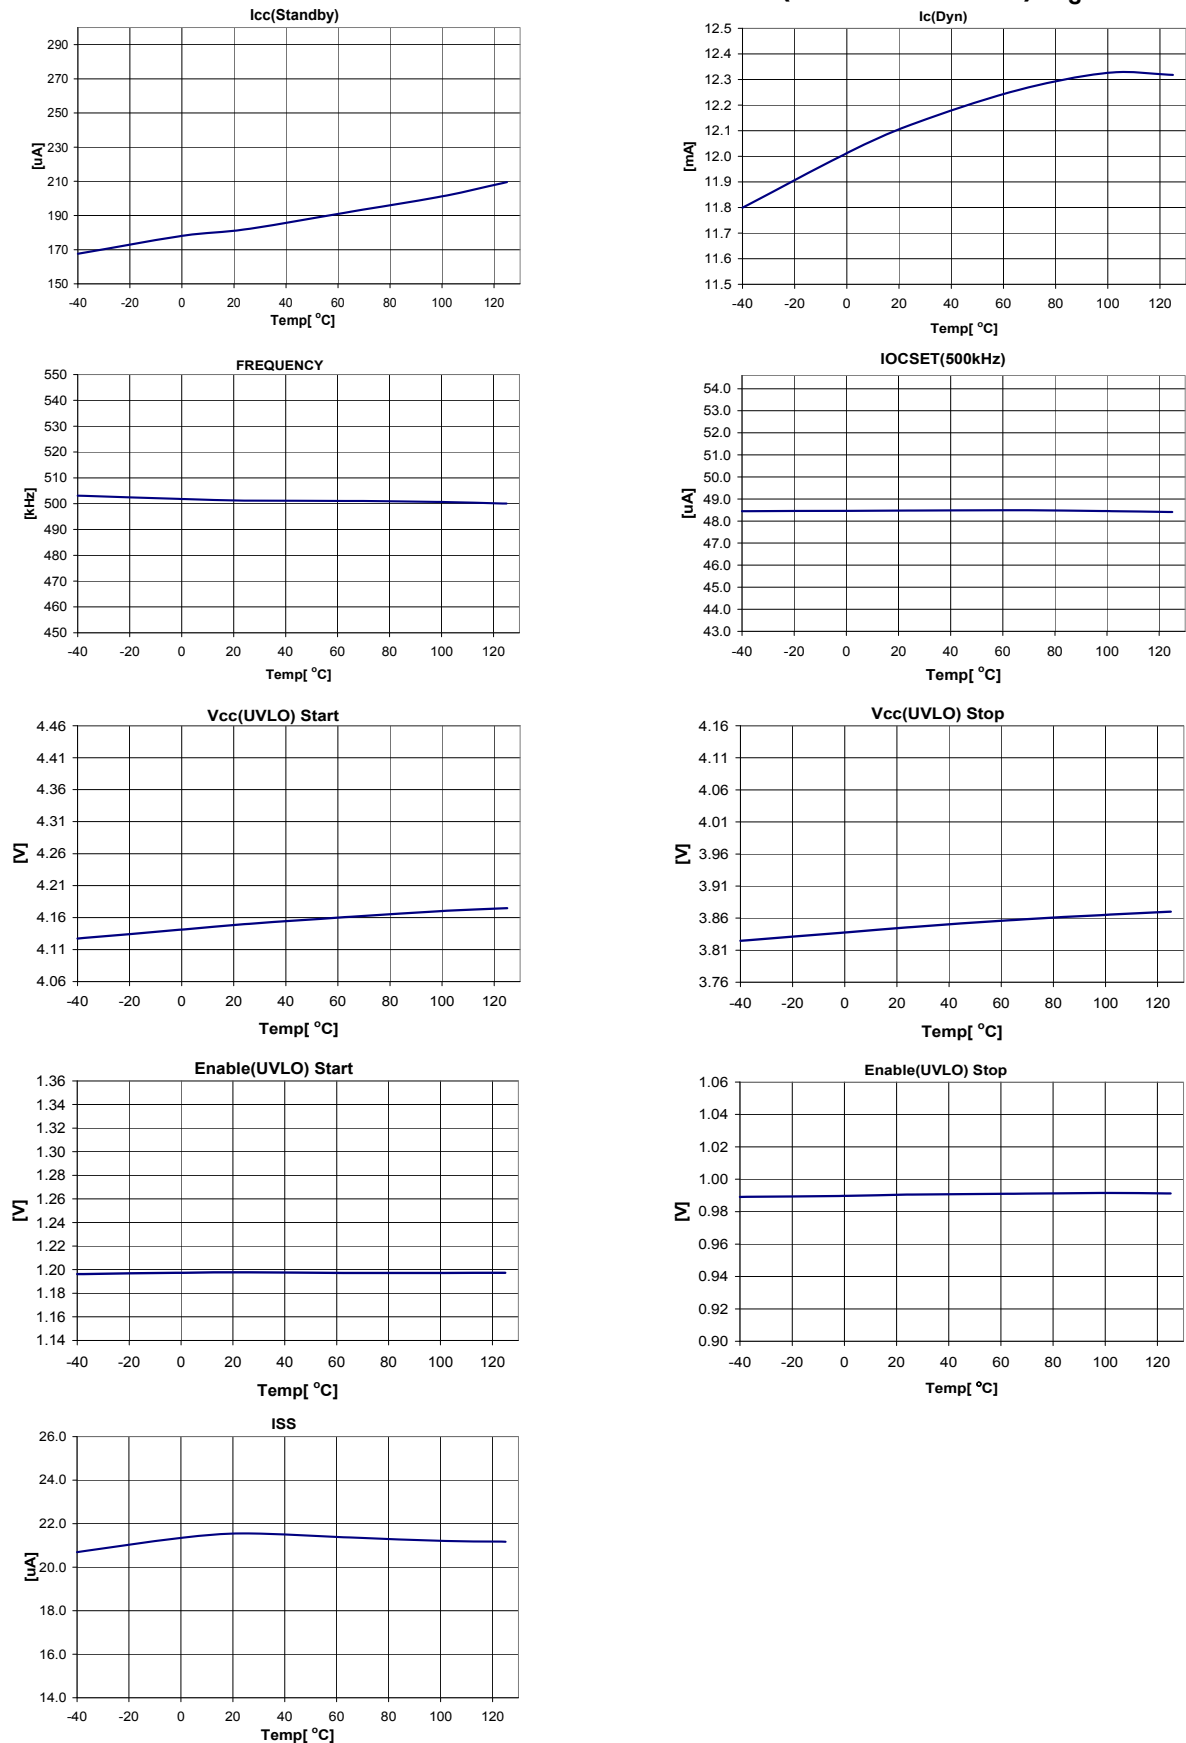 Icc(Standby)
290
270
250
230
210
190
170
150
[uA]
-40 -20 0 20 40 60 80 100 120
Temp[ °C]
Ic(Dyn)
12.5
12.4
12.3
12.2
12.1
12.0
11.9
11.8
11.7
11.6
11.5
[mA]
-40 -20 0 20 40 60 80 100 120
Temp[ °C]
FREQUENCY
550
540
530
520
510
500
490
480
470
460
450
[kHz]
-40 -20 0 20 40 60 80 100 120
Temp[ °C]
IOCSET(500kHz)
54.0
53.0
52.0
51.0
50.0
49.0
48.0
47.0
46.0
45.0
44.0
43.0
[uA]
-40 -20 0 20 40 60 80 100 120
Temp[ °C]
Vcc(UVLO) Start
4.46
4.41
4.36
4.31
4.26
4.21
4.16
4.11
4.06
[V]
-40 -20 0 20 40 60 80 100 120
Temp[ °C]
Vcc(UVLO) Stop
4.16
4.11
4.06
4.01
3.96
3.91
3.86
3.81
3.76
[V]
-40 -20 0 20 40 60 80 100 120
Temp[ °C]
Enable(UVLO) Start
1.36
1.34
1.32
1.30
1.28
1.26
1.24
1.22
1.20
1.18
1.16
1.14
[V]
-40 -20 0 20 40 60 80 100 120
Temp[ °C]
Enable(UVLO) Stop
1.06
1.04
1.02
1.00
0.98
0.96
0.94
0.92
0.90
[V]
-40 -20 0 20 40 60 80 100 120
Temp[ °C]
ISS
26.0
24.0
22.0
20.0
18.0
16.0
14.0
[uA]
-40 -20 0 20 40 60 80 100 120
Temp[ °C]